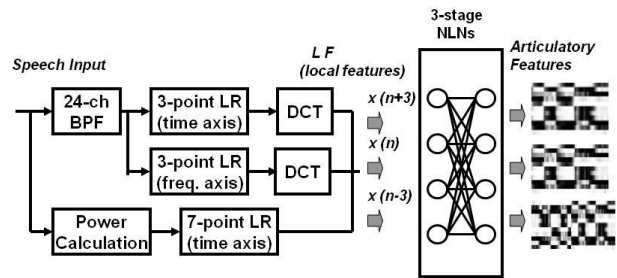 3-stage
NLNs
Articulatory
Features
L F
(local features)
Speech Input
24-ch
BPF
3-point LR
(time axis)
DCT
x (n+3)
3-point LR
(freq. axis)
DCT
x (n)
Power
Calculation
7-point LR
(time axis)
x (n-3)